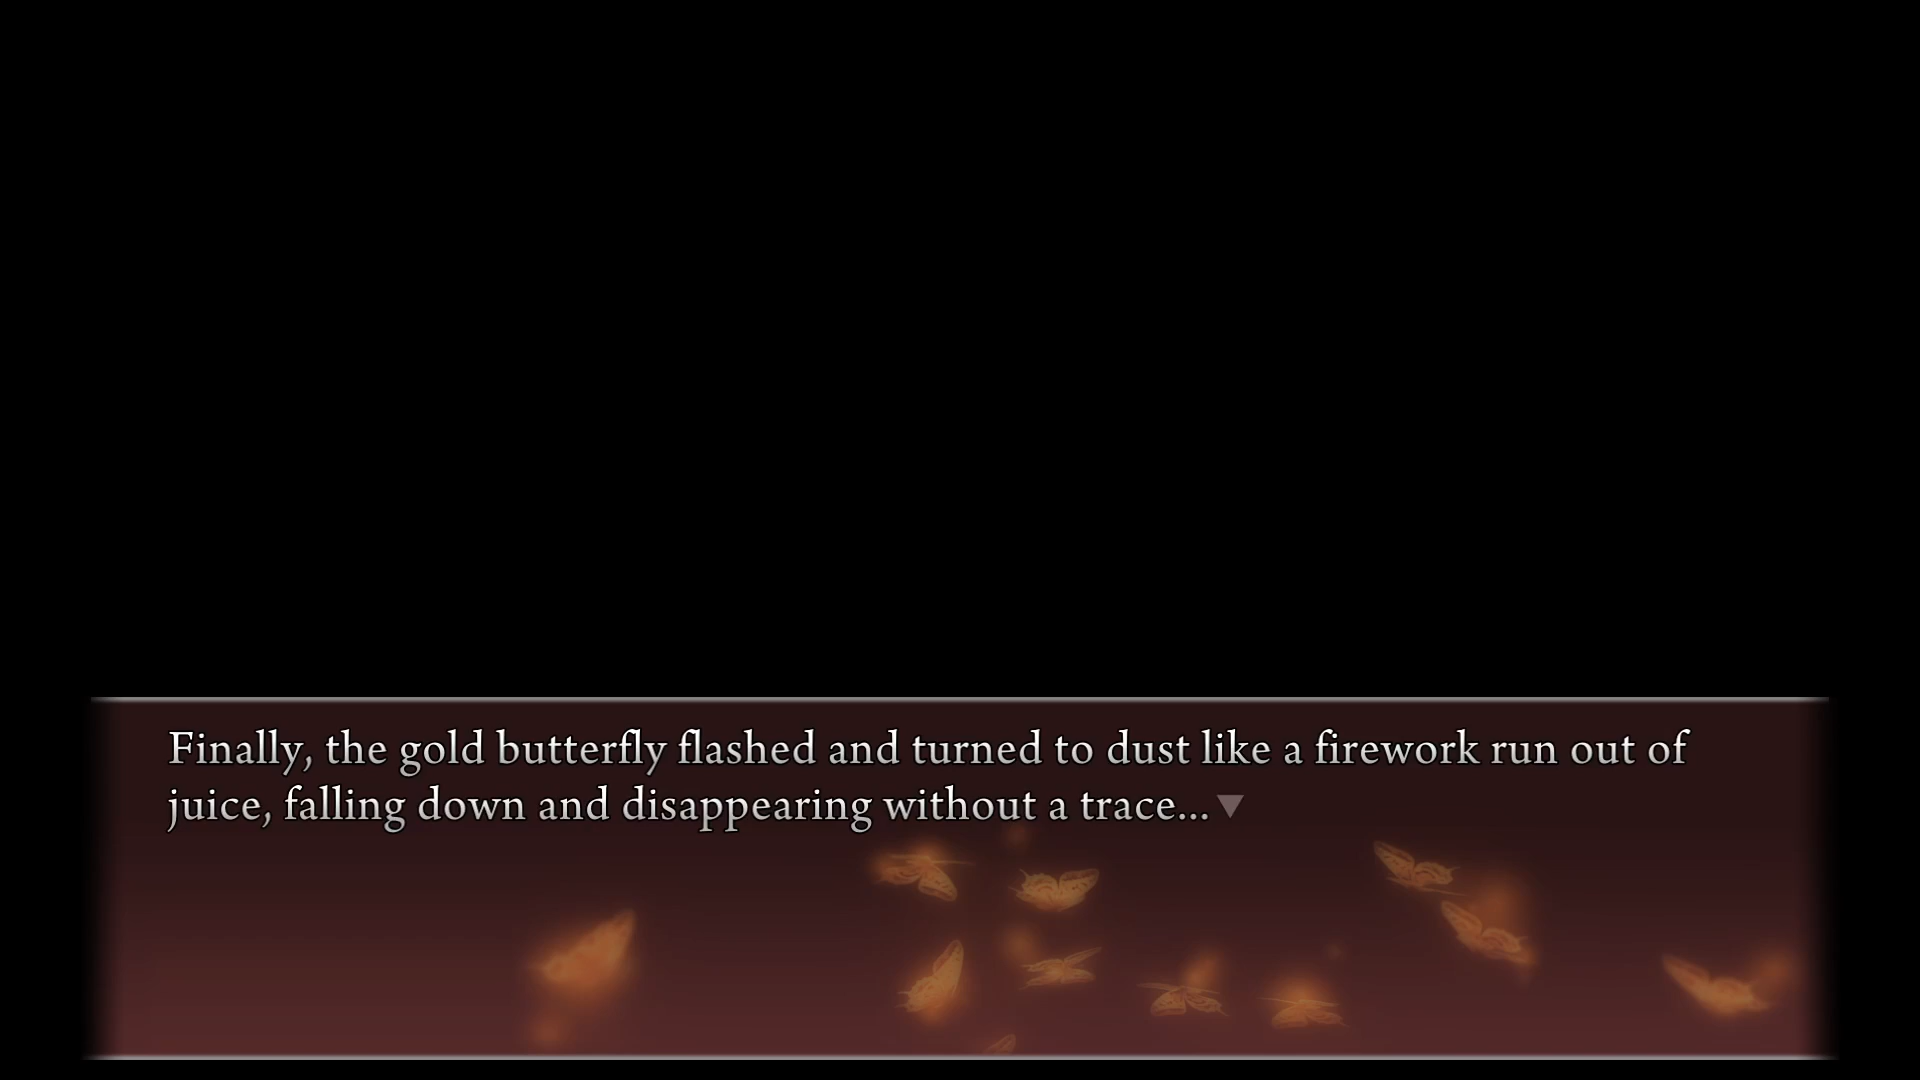 Finally, the gold butterfly flashed and turned to dust like a firework run out of
juice, falling down and disappearing without a trace...